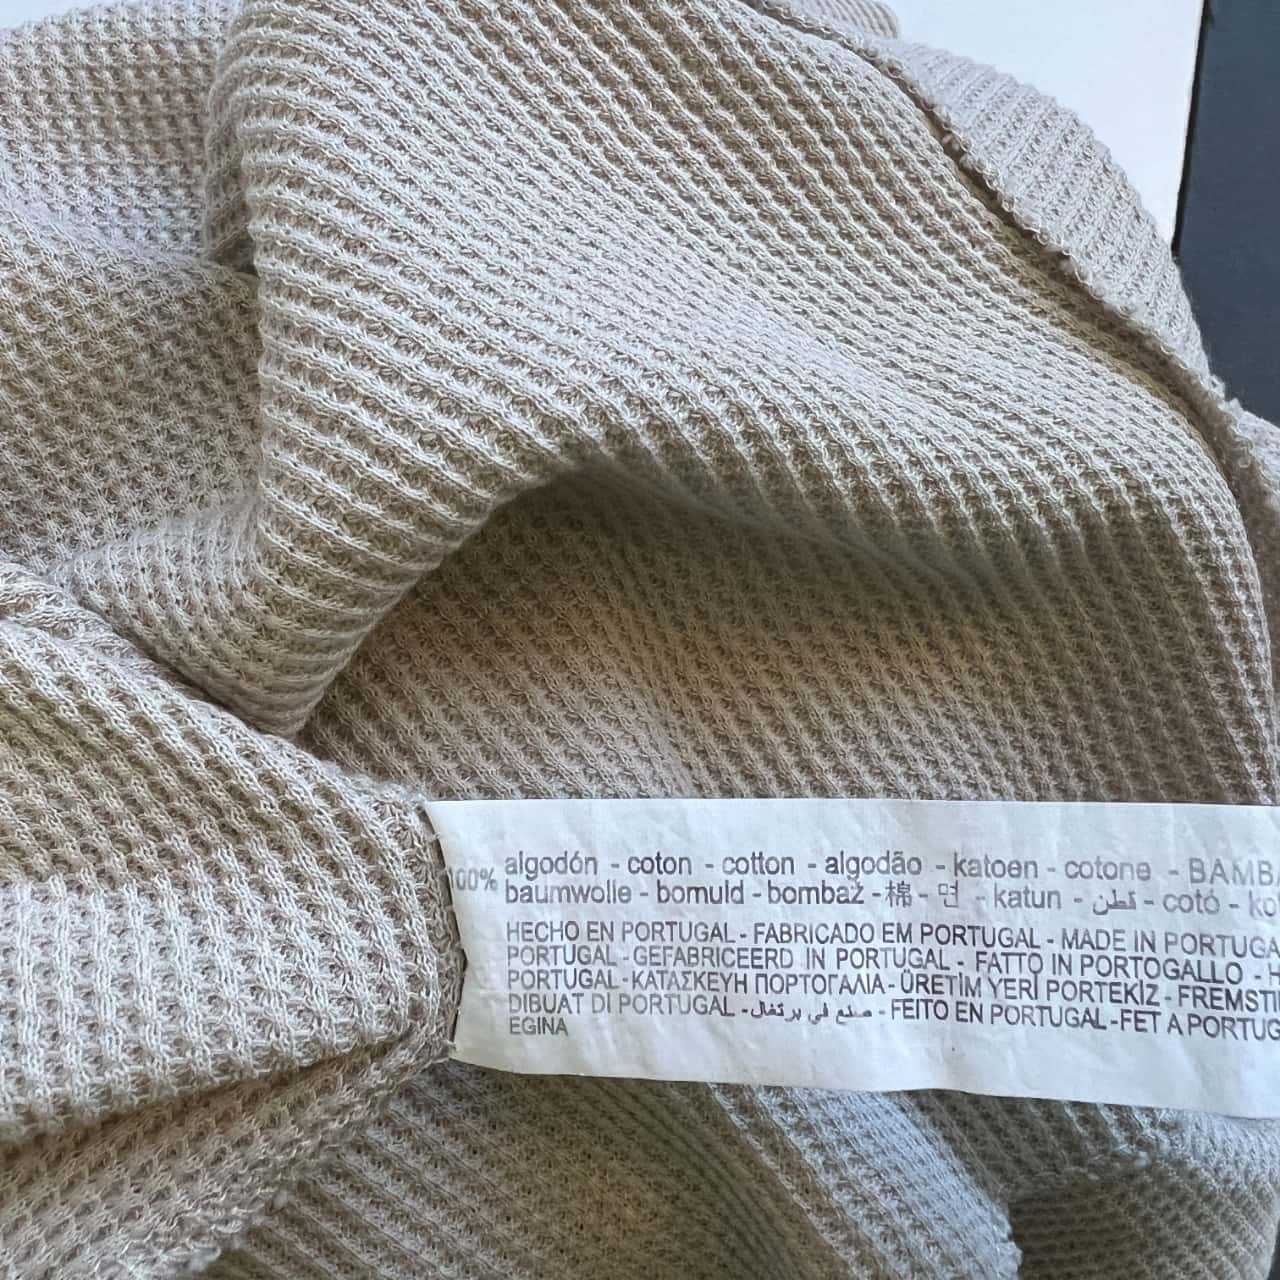 100% algodón - coton - cotton - algodão - katoen - cotone - BAMBA
baumwolle - bomuld - bombaž - 棉 - 면 - katun - قطن - cotó - ko
HECHO EN PORTUGAL - FABRICADO EM PORTUGAL - MADE IN PORTUGA
PORTUGAL - GEFABRICEERD IN PORTUGAL - FATTO IN PORTOGALLO - H
PORTUGAL - ΚΑΤΑΣΚΕΥΗ ΠΟΡΤΟΓΑΛΙΑ - ÜRETİM YERİ PORTEKİZ - FREMSTI
DIBUAT DI PORTUGAL - صنع في برتغال - FEITO EN PORTUGAL - FET A PORTUG
EGINA